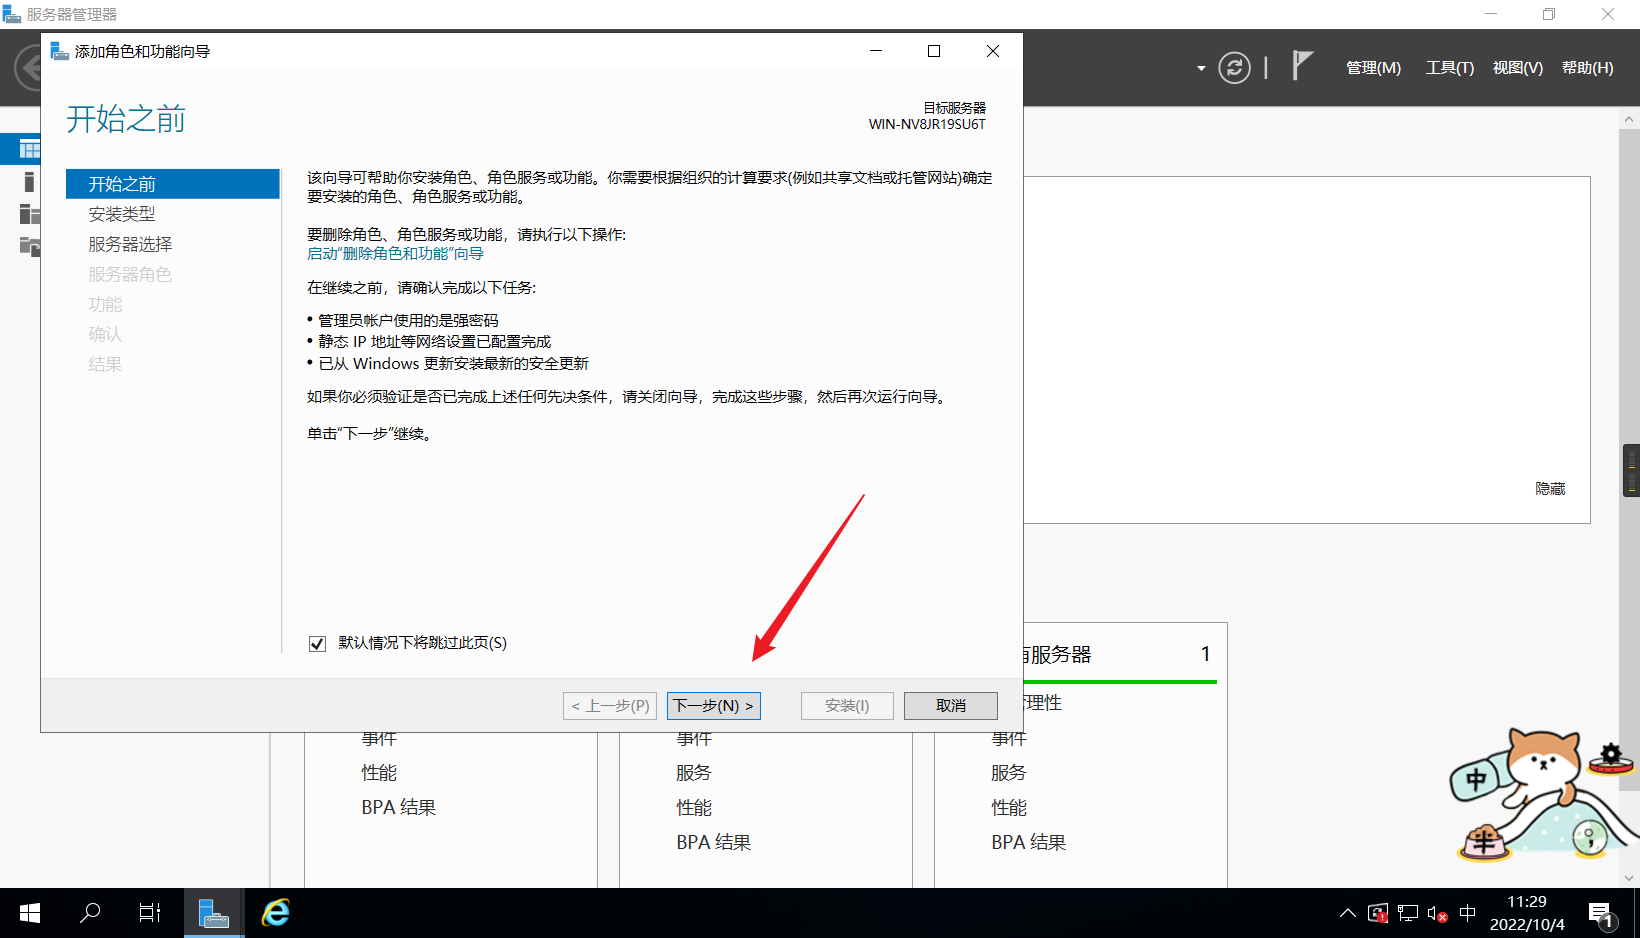 服务器管理器
管理(M) 工具(T) 视图(V) 帮助(H)
添加角色和功能向导
开始之前
目标服务器
WIN-NV8JR19SU6T
开始之前
安装类型
服务器选择
服务器角色
功能
确认
结果
该向导可帮助你安装角色、角色服务或功能。你需要根据组织的计算要求(例如共享文档或托管网站)确定
要安装的角色、角色服务或功能。
要删除角色、角色服务或功能，请执行以下操作:
启动“删除角色和功能”向导
在继续之前，请确认完成以下任务:
• 管理员帐户使用的是强密码
• 静态 IP 地址等网络设置已配置完成
• 已从 Windows 更新安装最新的安全更新
如果你必须验证是否已完成上述任何先决条件，请关闭向导，完成这些步骤，然后再次运行向导。
单击“下一步”继续。
默认情况下将跳过此页(S)
< 上一步(P) 下一步(N) > 安装(I) 取消
隐藏
有服务器 1
理性
事件
性能
BPA 结果
事件
服务
性能
BPA 结果
事件
服务
性能
BPA 结果
中
半
中
11:29
2022/10/4
1